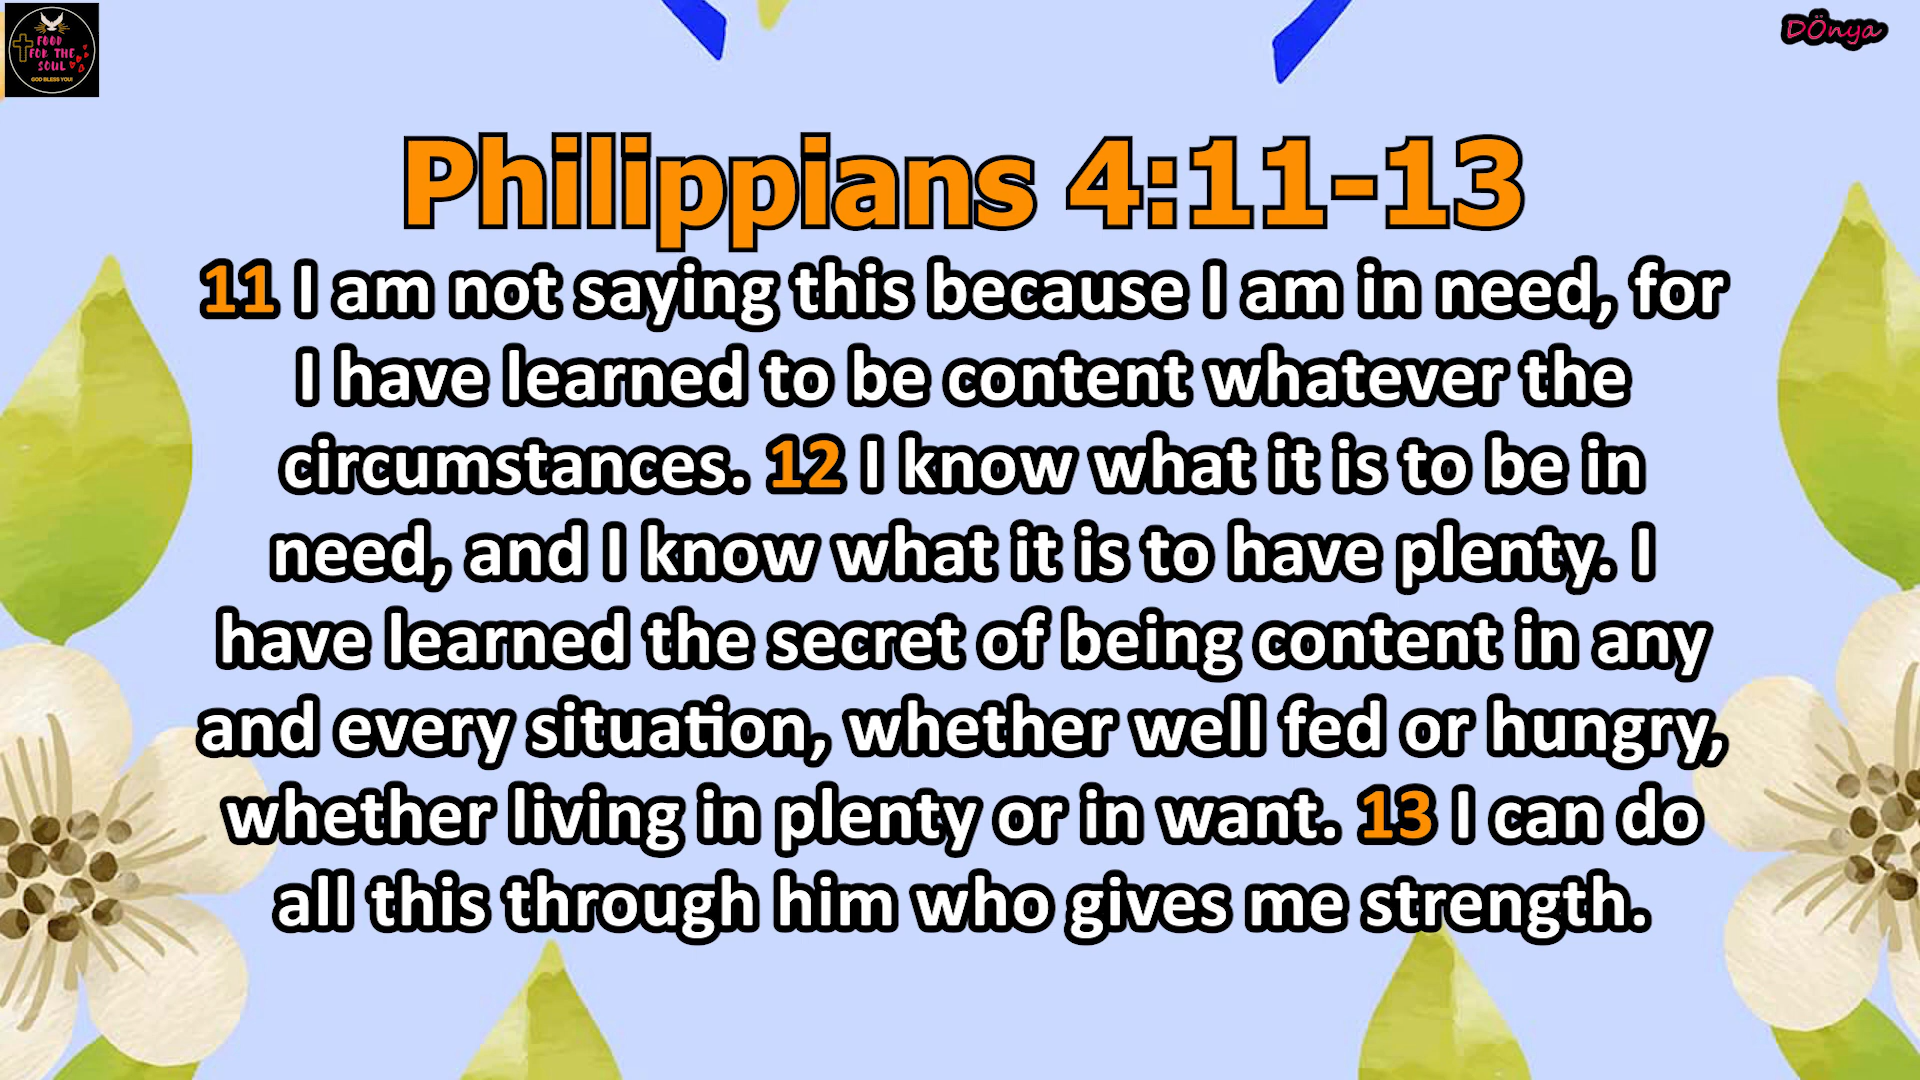 FOOD
FOR THE
SOUL
GOD BLESS YOU!
DÖnya
Philippians 4:11-13
11 I am not saying this because I am in need, for
I have learned to be content whatever the
circumstances. 12 I know what it is to be in
need, and I know what it is to have plenty. I
have learned the secret of being content in any
and every situation, whether well fed or hungry,
whether living in plenty or in want. 13 I can do
all this through him who gives me strength.